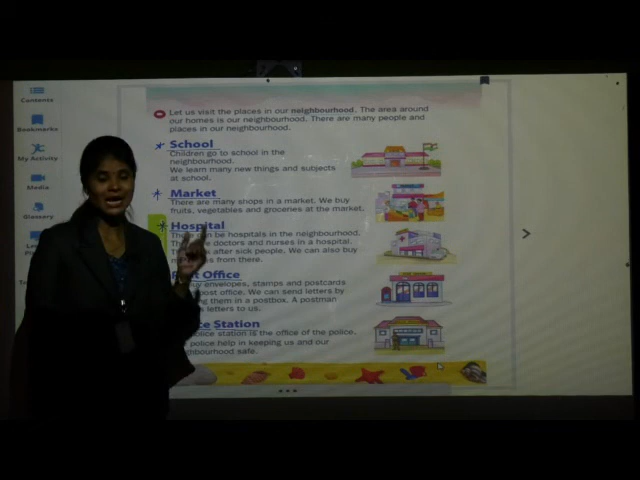 Contents
Bookmarks
My Activity
Media
Glossary
Let us visit the places in our neighbourhood. The area around
our homes is our neighbourhood. There are many people and
places in our neighbourhood.
School
Children go to school in the
neighbourhood.
We learn many new things and subjects
at school.
Market
There are many shops in a market. We buy
fruits, vegetables and groceries at the market.
Hospital
be hospitals in the neighbourhood.
doctors and nurses in a hospital.
after sick people. We can also buy
from there.
Office
envelopes, stamps and postcards
post office. We can send letters by
them in a postbox. A postman
letters to us.
Station
police station is the office of the police.
police help in keeping us and our
safe.